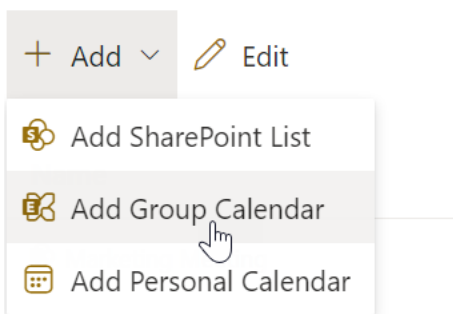 Add Edit
Add SharePoint List
Add Group Calendar
Add Personal Calendar